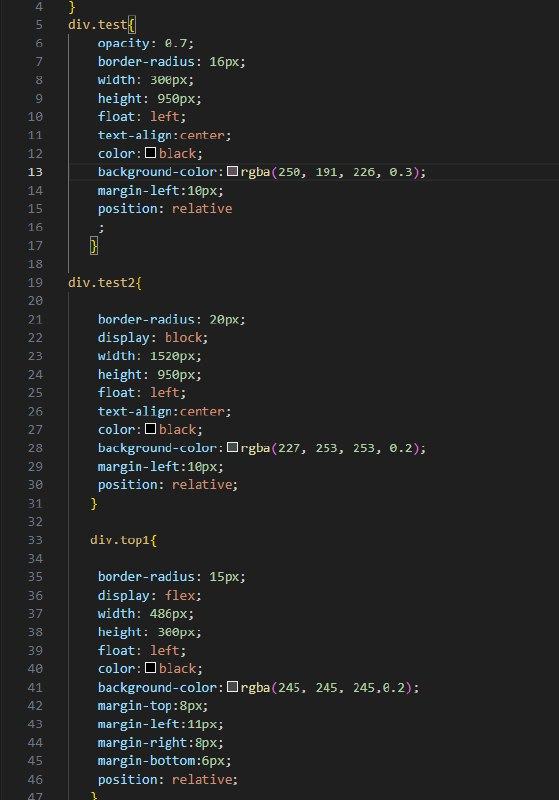 4 }
5 div.test{
6 opacity: 0.7;
7 border-radius: 16px;
8 width: 300px;
9 height: 950px;
10 float: left;
11 text-align:center;
12 color:black;
13 background-color:rgba(250, 191, 226, 0.3);
14 margin-left:10px;
15 position: relative
16 ;
17 }
18
19 div.test2{
20
21 border-radius: 20px;
22 display: block;
23 width: 1520px;
24 height: 950px;
25 float: left;
26 text-align:center;
27 color:black;
28 background-color:rgba(227, 253, 253, 0.2);
29 margin-left:10px;
30 position: relative;
31 }
32
33 div.top1{
34
35 border-radius: 15px;
36 display: flex;
37 width: 486px;
38 height: 300px;
39 float: left;
40 color:black;
41 background-color:rgba(245, 245, 245,0.2);
42 margin-top:8px;
43 margin-left:11px;
44 margin-right:8px;
45 margin-bottom:6px;
46 position: relative;
47 }